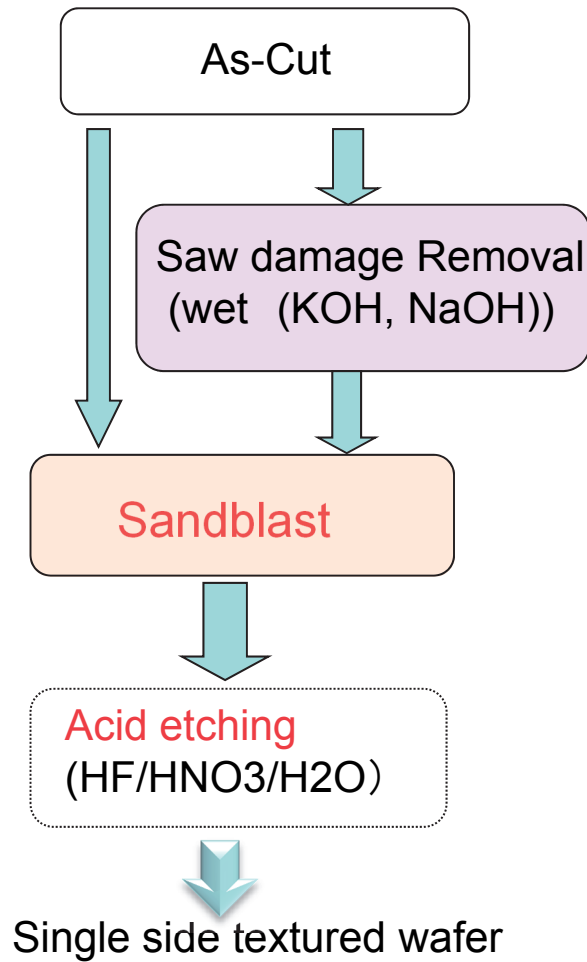 As-Cut
Saw damage Removal
(wet (KOH, NaOH))
Sandblast
Acid etching
(HF/HNO3/H2O）
Single side textured wafer